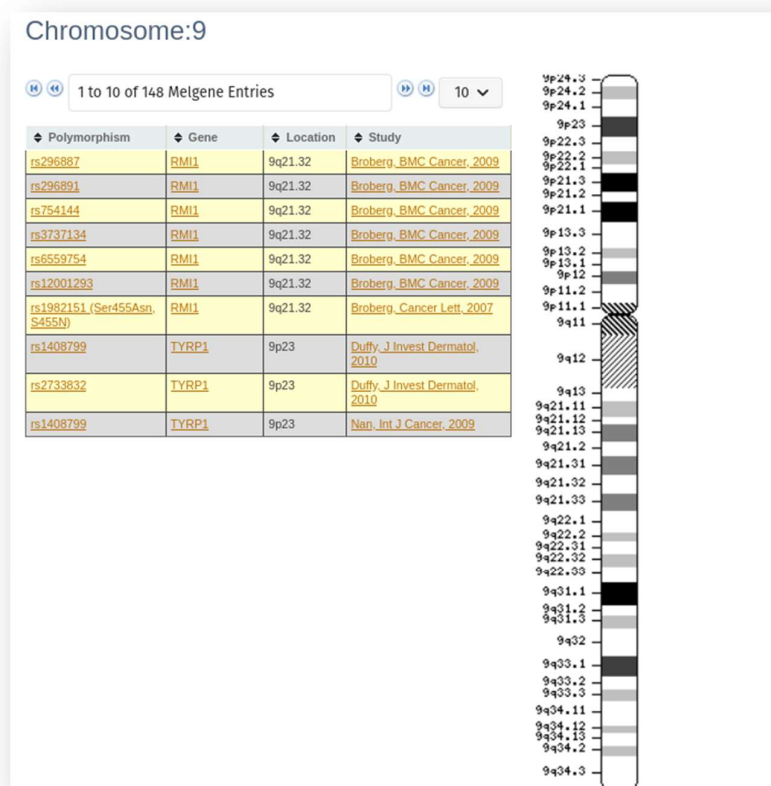 Chromosome:9
1 to 10 of 148 Melgene Entries
10
Polymorphism Gene Location Study
rs296887 RMI1 9q21.32 Broberg, BMC Cancer, 2009
rs296891 RMI1 9q21.32 Broberg, BMC Cancer, 2009
rs754144 RMI1 9q21.32 Broberg, BMC Cancer, 2009
rs3737134 RMI1 9q21.32 Broberg, BMC Cancer, 2009
rs6559754 RMI1 9q21.32 Broberg, BMC Cancer, 2009
rs12001293 RMI1 9q21.32 Broberg, BMC Cancer, 2009
rs1982151 (Ser455Asn, RMI1 9q21.32 Broberg, Cancer Lett, 2007
S455N)
rs1408799 TYRP1 9p23 Duffy, J Invest Dermatol,
2010
rs2733832 TYRP1 9p23 Duffy, J Invest Dermatol,
2010
rs1408799 TYRP1 9p23 Nan, Int J Cancer, 2009
9p24.3
9p24.2
9p24.1
9p23
9p22.3
9p22.2
9p22.1
9p21.3
9p21.2
9p21.1
9p13.3
9p13.2
9p13.1
9p12
9p11.2
9p11.1
9q11
9q12
9q13
9q21.11
9q21.12
9q21.13
9q21.2
9q21.31
9q21.32
9q21.33
9q22.1
9q22.2
9q22.31
9q22.32
9q22.33
9q31.1
9q31.2
9q31.3
9q32
9q33.1
9q33.2
9q33.3
9q34.11
9q34.12
9q34.13
9q34.2
9q34.3